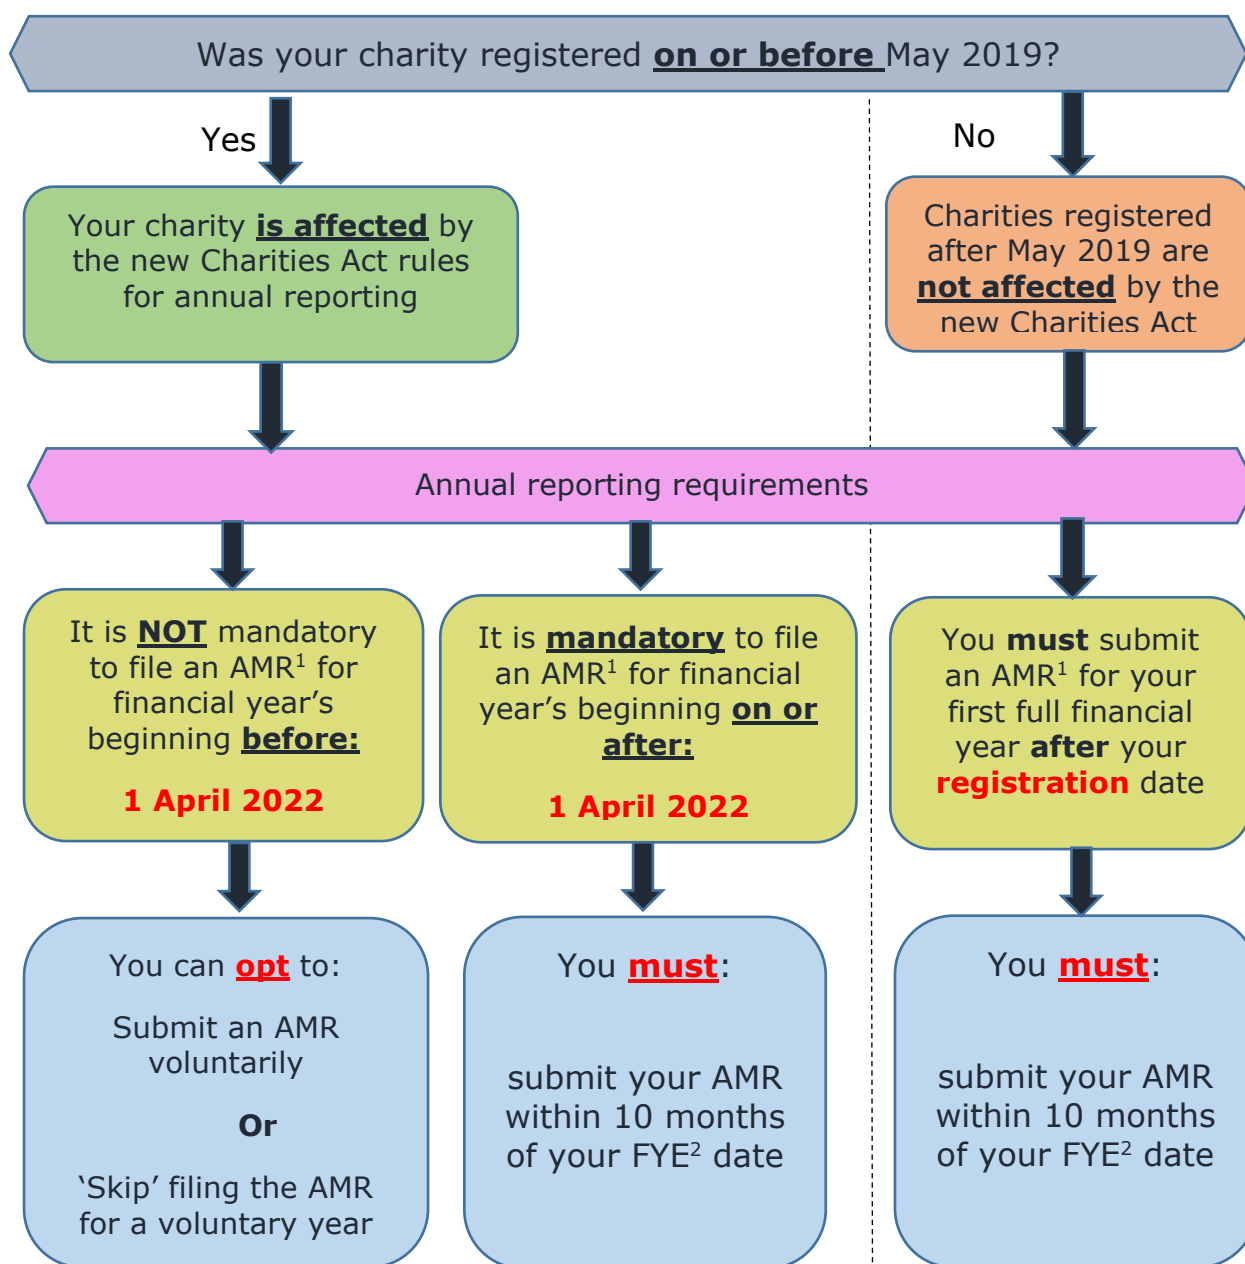 Was your charity registered on or before May 2019?
Yes
No
Your charity is affected by
the new Charities Act rules
for annual reporting
Charities registered
after May 2019 are
not affected by the
new Charities Act
Annual reporting requirements
It is NOT mandatory
to file an AMR¹ for
financial year’s
beginning before:
1 April 2022
It is mandatory to file
an AMR¹ for financial
year’s beginning on or
after:
1 April 2022
You must submit
an AMR¹ for your
first full financial
year after your
registration date
You can opt to:
Submit an AMR
voluntarily
Or
‘Skip’ filing the AMR
for a voluntary year
You must:
submit your AMR
within 10 months
of your FYE² date
You must:
submit your AMR
within 10 months
of your FYE² date